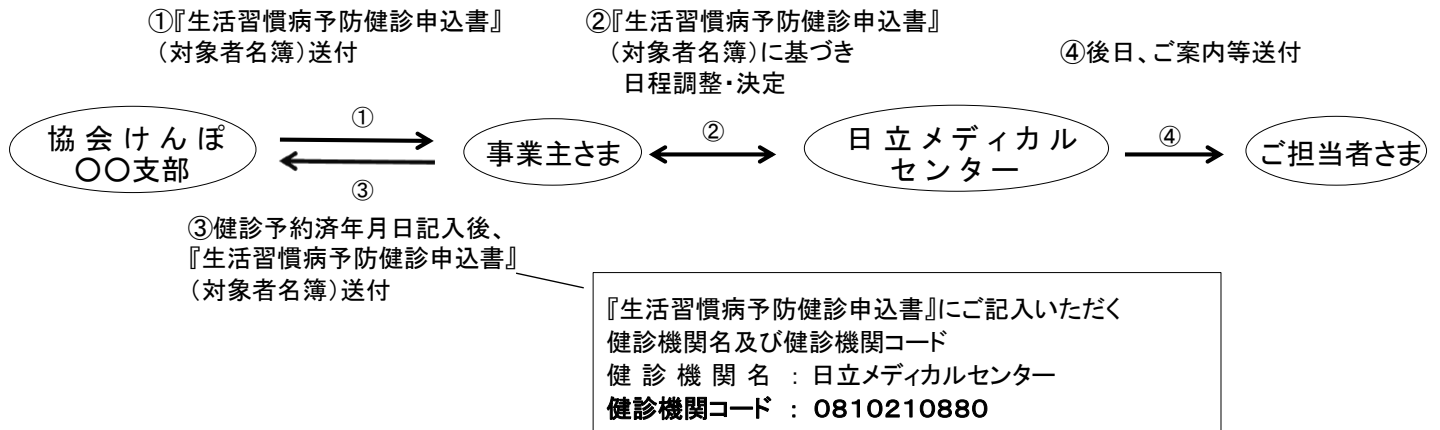 ①『生活習慣病予防健診申込書』
（対象者名簿）送付
②『生活習慣病予防健診申込書』
（対象者名簿）に基づき
日程調整・決定
④後日、ご案内等送付
協会けんぽ
〇〇支部
①
③
事業主さま
②
日立メディカル
センター
④
ご担当者さま
③健診予約済年月日記入後、
『生活習慣病予防健診申込書』
（対象者名簿）送付
『生活習慣病予防健診申込書』にご記入いただく
健診機関名及び健診機関コード
健診機関名 ： 日立メディカルセンター
健診機関コード ： 0810210880